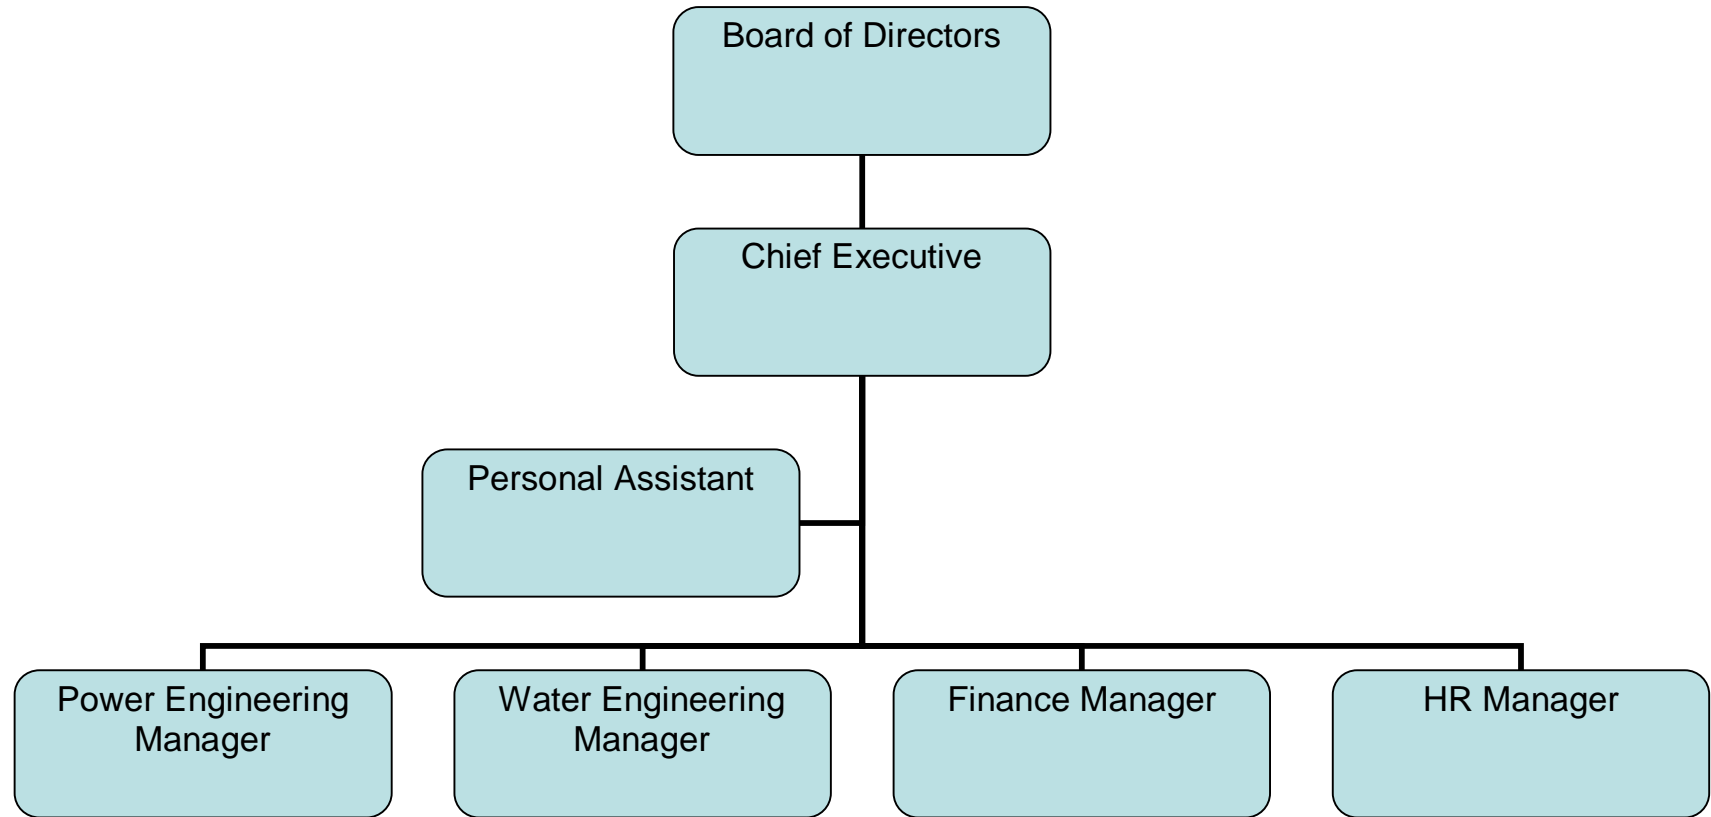 Board of Directors
Chief Executive
Personal Assistant
Power Engineering
Manager
Water Engineering
Manager
Finance Manager
HR Manager